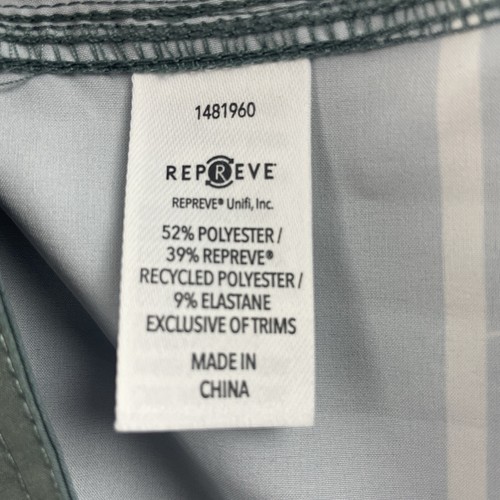 1481960
REPREVE®
REPREVE® Unifi, Inc.
52% POLYESTER /
39% REPREVE®
RECYCLED POLYESTER /
9% ELASTANE
EXCLUSIVE OF TRIMS
MADE IN
CHINA